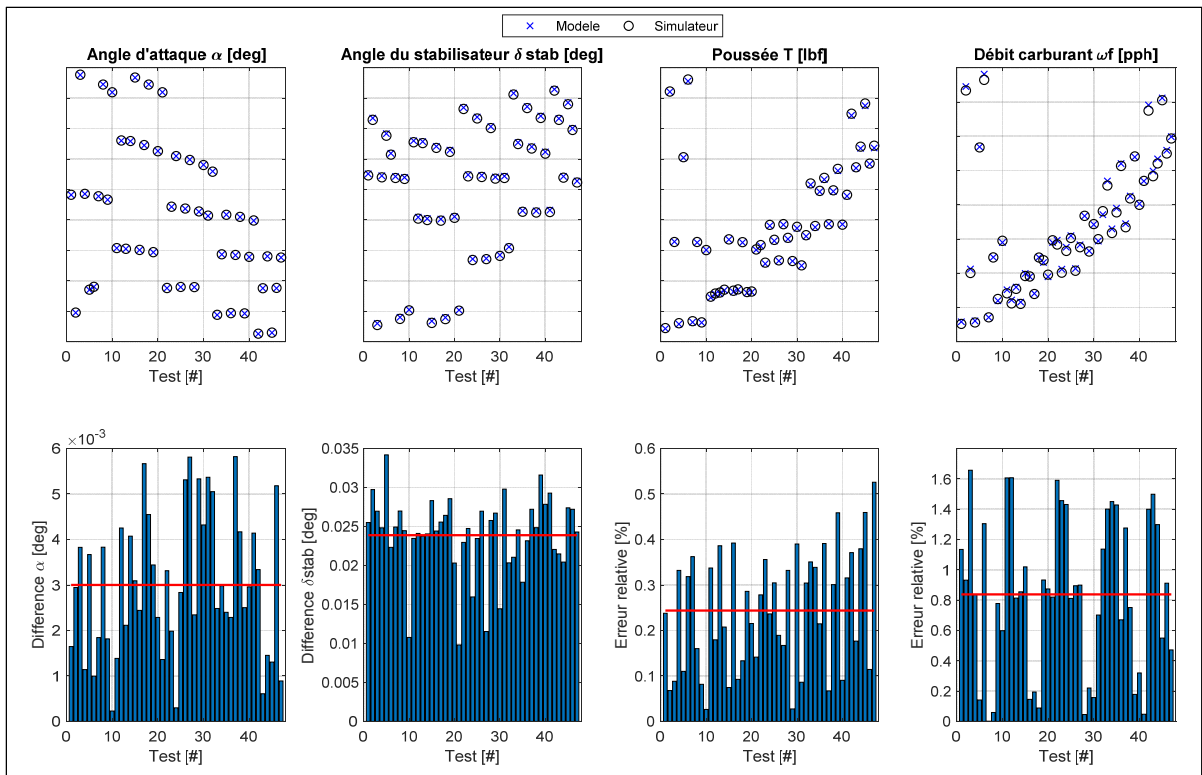 Modele Simulateur
Angle d'attaque α [deg]
Angle du stabilisateur δ stab [deg]
Poussée T [lbf]
Débit carburant ωf [pph]
0 10 20 30 40
Test [#]
0 10 20 30 40
Test [#]
0 10 20 30 40
Test [#]
0 10 20 30 40
Test [#]
×10⁻³
6
5
4
3
2
1
0
Difference α [deg]
0 10 20 30 40
Test [#]
0.035
0.03
0.025
0.02
0.015
0.01
0.005
0
Difference δstab [deg]
0 10 20 30 40
Test [#]
0.6
0.5
0.4
0.3
0.2
0.1
0
Erreur relative [%]
0 10 20 30 40
Test [#]
1.6
1.4
1.2
1
0.8
0.6
0.4
0.2
0
Erreur relative [%]
0 10 20 30 40
Test [#]